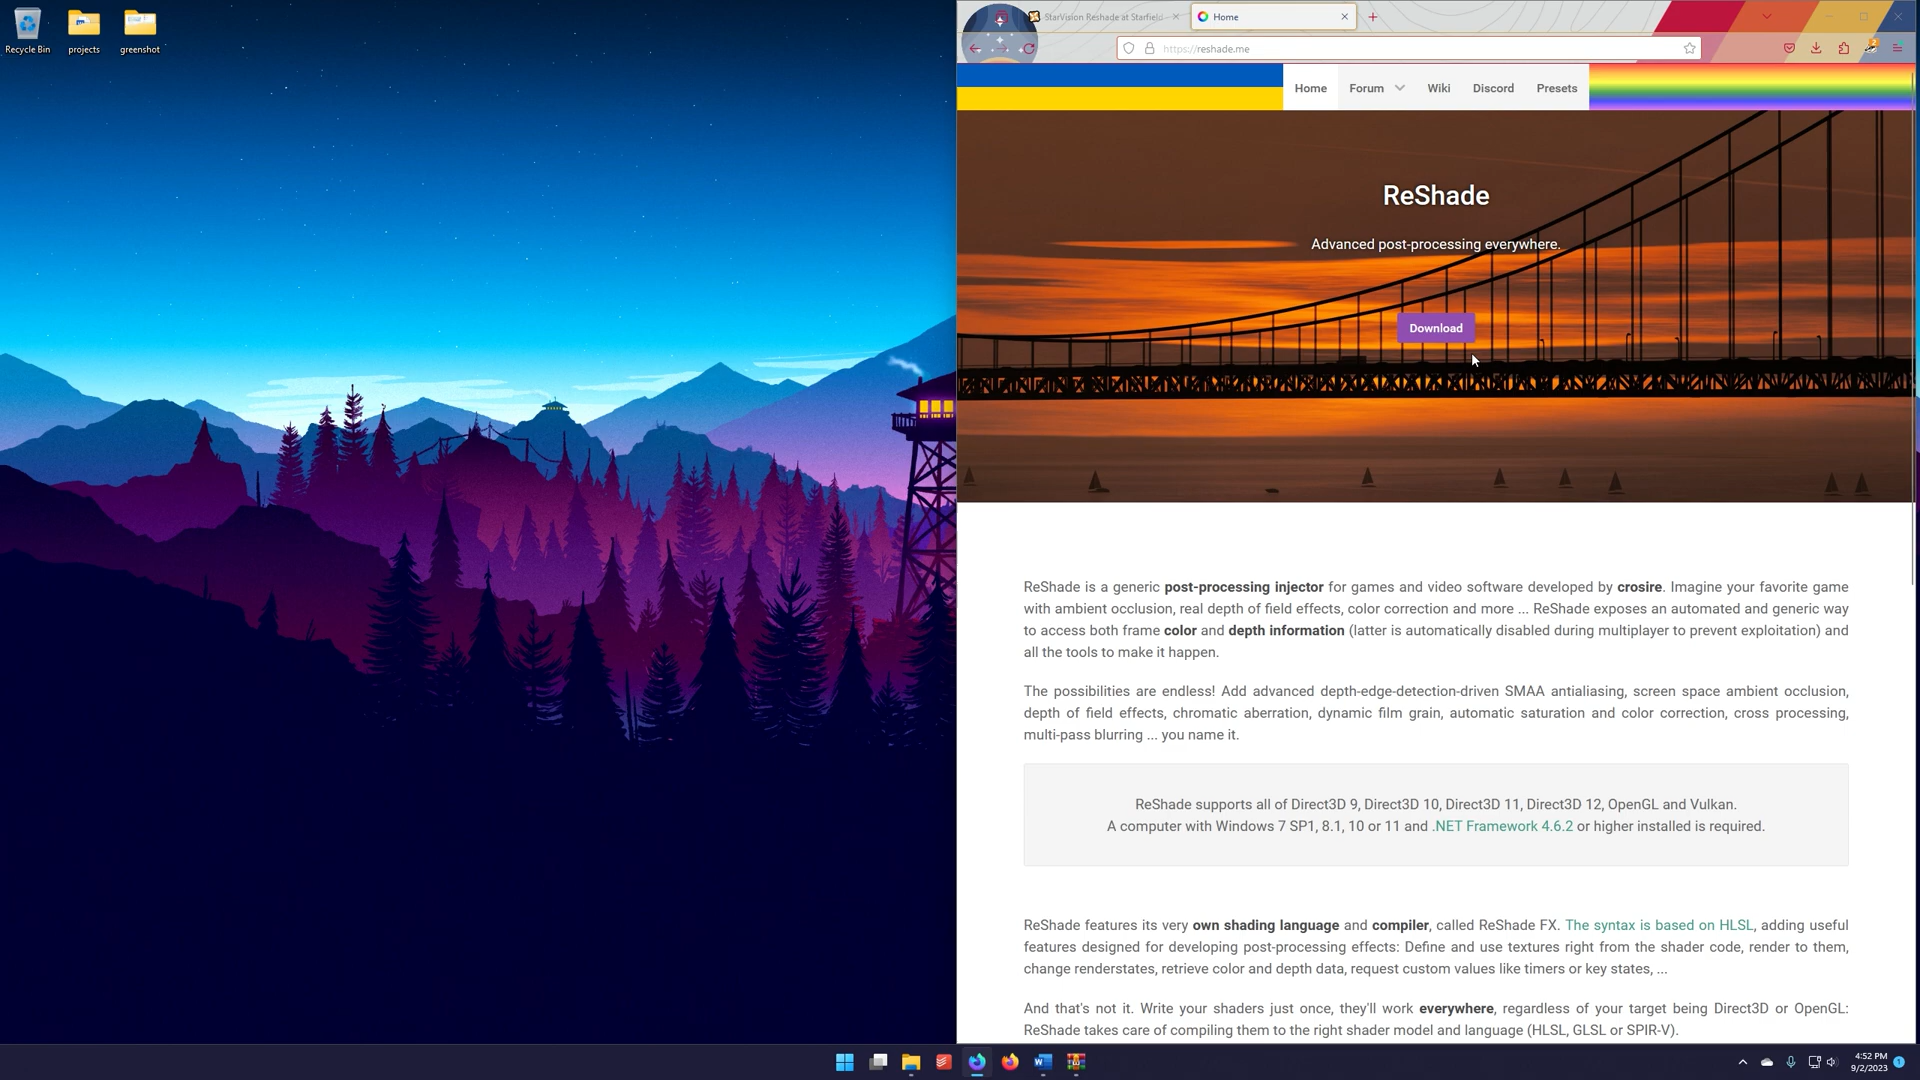 Recycle Bin
projects
greenshot
StarVision Reshade at Starfield
Home
https://reshade.me
Home
Forum
Wiki
Discord
Presets
ReShade
Advanced post-processing everywhere.
Download
ReShade is a generic post-processing injector for games and video software developed by crosire. Imagine your favorite game
with ambient occlusion, real depth of field effects, color correction and more ... ReShade exposes an automated and generic way
to access both frame color and depth information (latter is automatically disabled during multiplayer to prevent exploitation) and
all the tools to make it happen.
The possibilities are endless! Add advanced depth-edge-detection-driven SMAA antialiasing, screen space ambient occlusion,
depth of field effects, chromatic aberration, dynamic film grain, automatic saturation and color correction, cross processing,
multi-pass blurring ... you name it.
ReShade supports all of Direct3D 9, Direct3D 10, Direct3D 11, Direct3D 12, OpenGL and Vulkan.
A computer with Windows 7 SP1, 8.1, 10 or 11 and .NET Framework 4.6.2 or higher installed is required.
ReShade features its very own shading language and compiler, called ReShade FX. The syntax is based on HLSL, adding useful
features designed for developing post-processing effects: Define and use textures right from the shader code, render to them,
change renderstates, retrieve color and depth data, request custom values like timers or key states, ...
And that's not it. Write your shaders just once, they'll work everywhere, regardless of your target being Direct3D or OpenGL:
ReShade takes care of compiling them to the right shader model and language (HLSL, GLSL or SPIR-V).
4:52 PM
9/2/2023
1